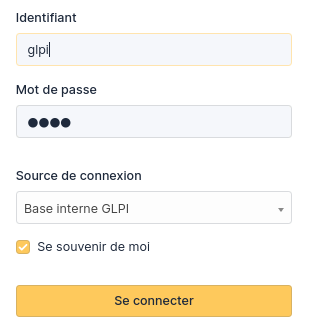 Identifiant
glpi
Mot de passe
●●●●
Source de connexion
Base interne GLPI
Se souvenir de moi
Se connecter